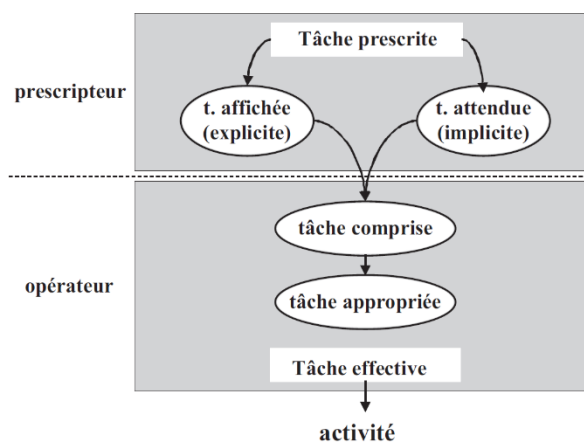 Tâche prescrite
prescripteur
t. affichée
(explicite)
t. attendue
(implicite)
tâche comprise
opérateur
tâche appropriée
Tâche effective
activité